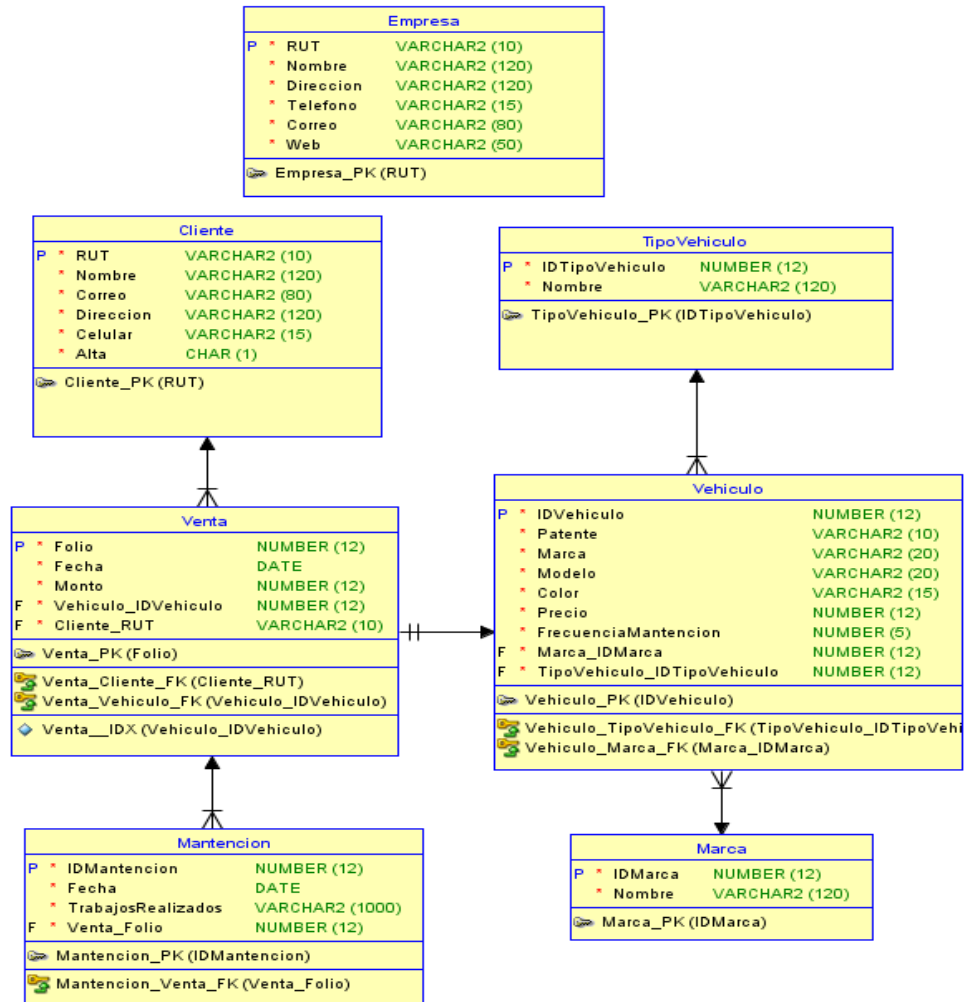 Empresa
P * RUT VARCHAR2 (10)
* Nombre VARCHAR2 (120)
* Direccion VARCHAR2 (120)
* Telefono VARCHAR2 (15)
* Correo VARCHAR2 (80)
* Web VARCHAR2 (50)
Empresa_PK (RUT)
Cliente
P * RUT VARCHAR2 (10)
* Nombre VARCHAR2 (120)
* Correo VARCHAR2 (80)
* Direccion VARCHAR2 (120)
* Celular VARCHAR2 (15)
* Alta CHAR (1)
Cliente_PK (RUT)
TipoVehiculo
P * IDTipoVehiculo NUMBER (12)
* Nombre VARCHAR2 (120)
TipoVehiculo_PK (IDTipoVehiculo)
Venta
P * Folio NUMBER (12)
* Fecha DATE
* Monto NUMBER (12)
F * Vehiculo_IDVehiculo NUMBER (12)
F * Cliente_RUT VARCHAR2 (10)
Venta_PK (Folio)
Venta_Cliente_FK (Cliente_RUT)
Venta_Vehiculo_FK (Vehiculo_IDVehiculo)
Venta__IDX (Vehiculo_IDVehiculo)
Vehiculo
P * IDVehiculo NUMBER (12)
* Patente VARCHAR2 (10)
* Marca VARCHAR2 (20)
* Modelo VARCHAR2 (20)
* Color VARCHAR2 (15)
* Precio NUMBER (12)
* FrecuenciaMantencion NUMBER (5)
F * Marca_IDMarca NUMBER (12)
F * TipoVehiculo_IDTipoVehiculo NUMBER (12)
Vehiculo_PK (IDVehiculo)
Vehiculo_TipoVehiculo_FK (TipoVehiculo_IDTipoVehi
Vehiculo_Marca_FK (Marca_IDMarca)
Mantencion
P * IDMantencion NUMBER (12)
* Fecha DATE
* TrabajosRealizados VARCHAR2 (1000)
F * Venta_Folio NUMBER (12)
Mantencion_PK (IDMantencion)
Mantencion_Venta_FK (Venta_Folio)
Marca
P * IDMarca NUMBER (12)
* Nombre VARCHAR2 (120)
Marca_PK (IDMarca)